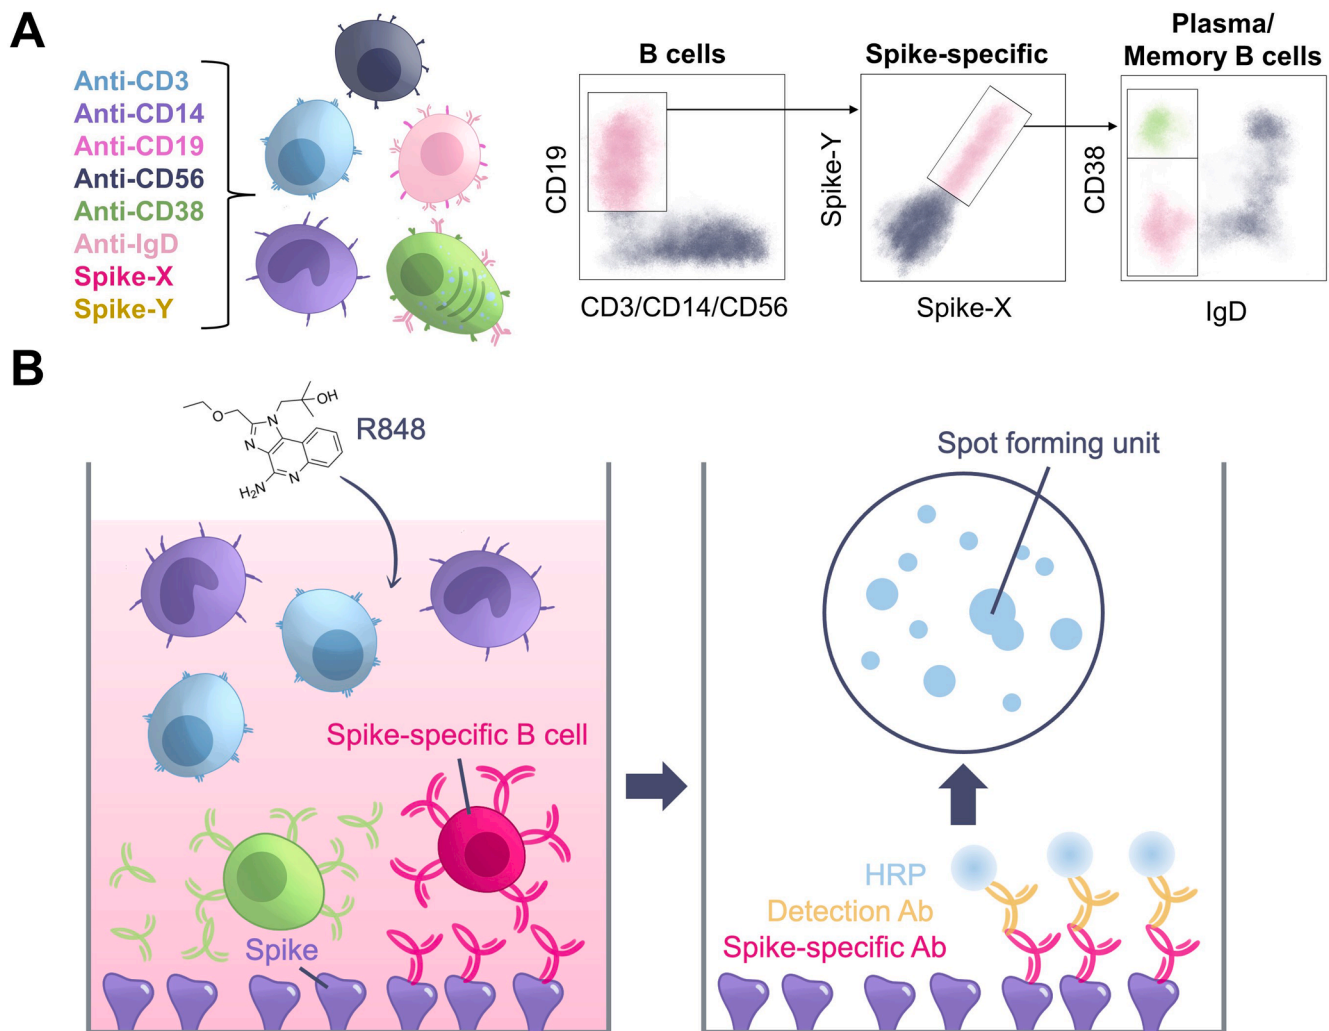 A
Anti-CD3
Anti-CD14
Anti-CD19
Anti-CD56
Anti-CD38
Anti-IgD
Spike-X
Spike-Y
B cells
CD19
CD3/CD14/CD56
Spike-specific
Spike-Y
Spike-X
Plasma/
Memory B cells
CD38
IgD
B
O
N
N
OH
N
H₂N
R848
Spike-specific B cell
Spike
Spot forming unit
HRP
Detection Ab
Spike-specific Ab